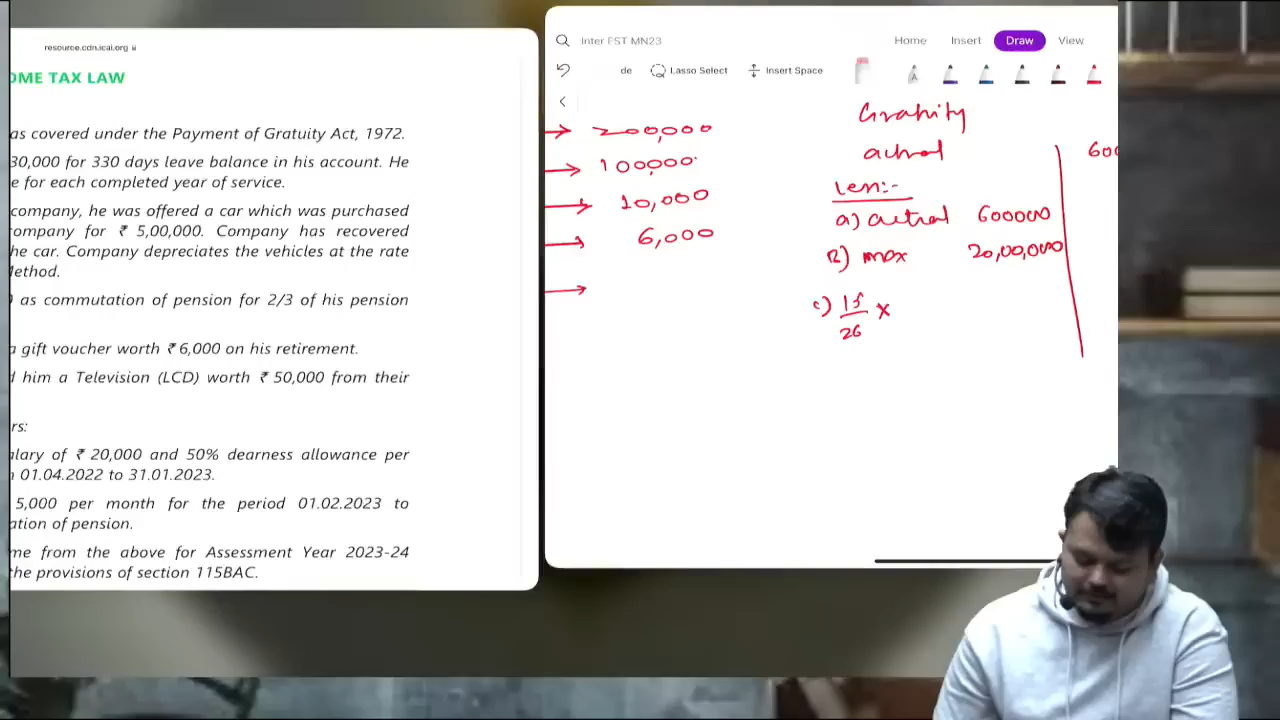 resource.cdn.icai.org
OME TAX LAW
as covered under the Payment of Gratuity Act, 1972.
30,000 for 330 days leave balance in his account. He
e for each completed year of service.
company, he was offered a car which was purchased
ompany for ₹ 5,00,000. Company has recovered
he car. Company depreciates the vehicles at the rate
lethod.
as commutation of pension for 2/3 of his pension
a gift voucher worth ₹ 6,000 on his retirement.
d him a Television (LCD) worth ₹ 50,000 from their
rs:
alary of ₹ 20,000 and 50% dearness allowance per
01.04.2022 to 31.01.2023.
5,000 per month for the period 01.02.2023 to
ation of pension.
me from the above for Assessment Year 2023-24
the provisions of section 115BAC.
Inter FST MN23
Home Insert Draw View
de Lasso Select Insert Space
→ 200,000
→ 100,000
→ 10,000
→ 6,000
→
Gratuity
actual 600
Less:-
a) actual 600000
B) max 20,00,000
c) 15/26 x